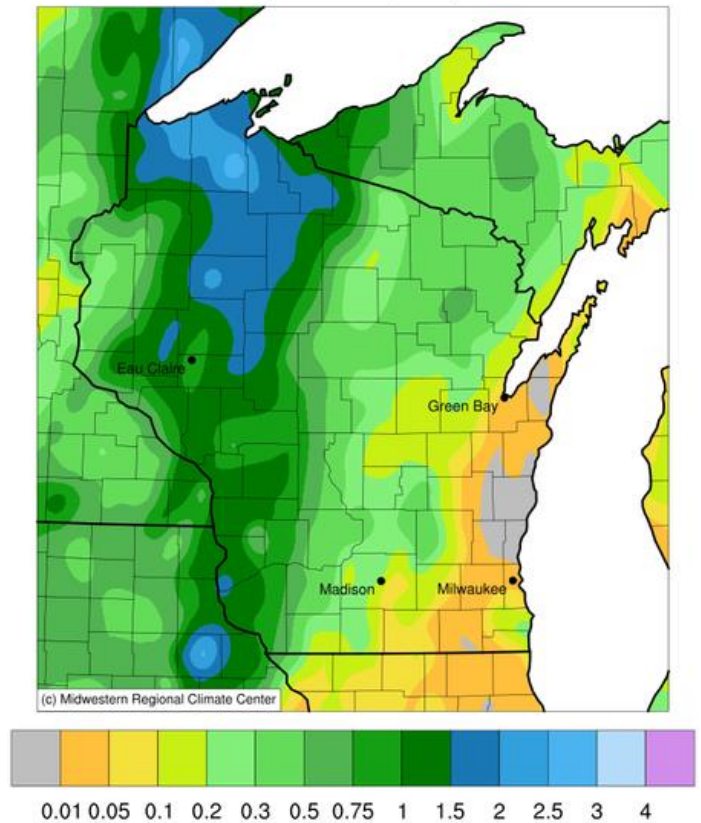 Eau Claire
Green Bay
Madison
Milwaukee
(c) Midwestern Regional Climate Center
0.01 0.05 0.1 0.2 0.3 0.5 0.75 1 1.5 2 2.5 3 4